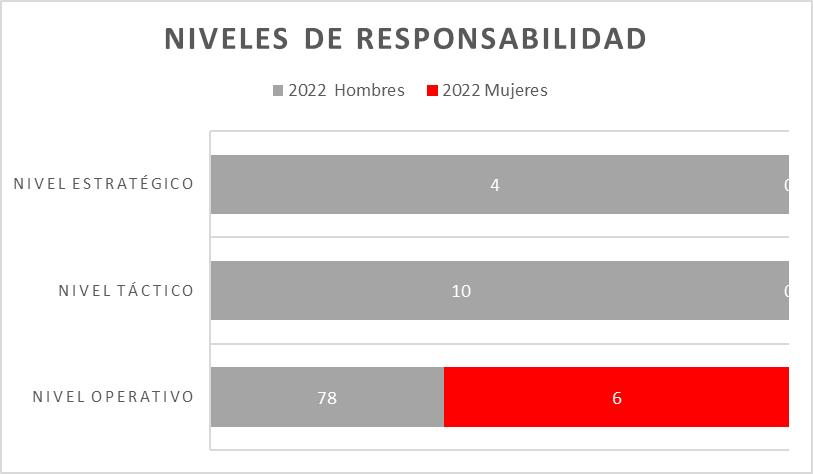 NIVELES DE RESPONSABILIDAD
2022 Hombres 2022 Mujeres
NIVEL ESTRATÉGICO 4 0
NIVEL TÁCTICO 10 0
NIVEL OPERATIVO 78 6